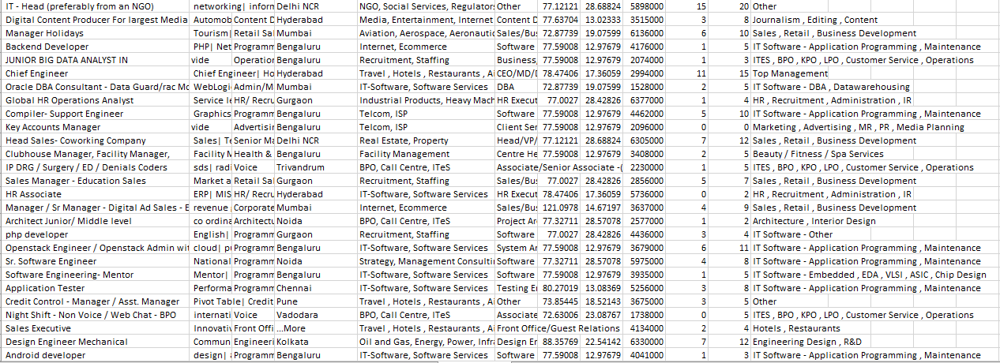 IT - Head (preferably from an NGO) networking| inforn Delhi NCR NGO, Social Services, Regulators Other 77.12121 28.68824 5898000 15 20 Other
Digital Content Producer For largest Media Automob Content D Hyderabad Media, Entertainment, Internet Content D 77.63704 13.02333 3515000 3 8 Journalism , Editing , Content
Manager Holidays Tourism| Retail Sal Mumbai Aviation, Aerospace, Aeronautic Sales/Bus 72.87739 19.07599 6136000 6 10 Sales , Retail , Business Development
Backend Developer PHP| Net Programm Bengaluru Internet, Ecommerce Software 77.59008 12.97679 4176000 1 5 IT Software - Application Programming , Maintenance
JUNIOR BIG DATA ANALYST IN vide Operation Bengaluru Recruitment, Staffing Business, 77.59008 12.97679 2074000 1 3 ITES , BPO , KPO , LPO , Customer Service , Operations
Chief Engineer Chief Engineer| Ho Hyderabad Travel , Hotels , Restaurants , Ai CEO/MD/D 78.47406 17.36059 2994000 11 15 Top Management
Oracle DBA Consultant - Data Guard/rac Mo WebLogi Admin/M Mumbai IT-Software, Software Services DBA 72.87739 19.07599 1528000 2 5 IT Software - DBA , Datawarehousing
Global HR Operations Analyst Service le HR/ Recru Gurgaon Industrial Products, Heavy Mach HR Execut 77.0027 28.42826 6377000 1 4 HR , Recruitment , Administration , IR
Compiler- Support Engineer Graphics Programm Bengaluru Telcom, ISP Software 77.59008 12.97679 4462000 5 10 IT Software - Application Programming , Maintenance
Key Accounts Manager vide Advertisin Bengaluru Telcom, ISP Client Ser 77.59008 12.97679 2096000 0 0 Marketing , Advertising , MR , PR , Media Planning
Head Sales- Coworking Company Sales| Te Senior Ma Delhi NCR Real Estate, Property Head/VP/ 77.12121 28.68824 6305000 7 12 Sales , Retail , Business Development
Clubhouse Manager, Facility Manager, Facility M Health & Bengaluru Facility Management Centre He 77.59008 12.97679 3408000 2 5 Beauty / Fitness / Spa Services
IP DRG / Surgery / ED / Denials Coders sds| radi Voice Trivandrum BPO, Call Centre, ITeS Associate/Senior Associate -( 2230000 1 5 ITES , BPO , KPO , LPO , Customer Service , Operations
Sales Manager - Education Sales Market a Retail Sal Gurgaon Recruitment, Staffing Sales/Bus 77.0027 28.42826 2856000 5 7 Sales , Retail , Business Development
HR Associate ERP| MIS HR/ Recru Hyderabad IT-Software, Software Services HR Execut 78.47406 17.36059 5736000 0 2 HR , Recruitment , Administration , IR
Manager / Sr Manager - Digital Ad Sales - E revenue Corporate Mumbai Internet, Ecommerce Sales/Bus 121.0978 14.67197 3637000 4 9 Sales , Retail , Business Development
Architect Junior/ Middle level co ordina Architectu Noida BPO, Call Centre, ITeS Project Ar 77.32711 28.57078 2577000 1 2 Architecture , Interior Design
php developer English| Programm Gurgaon Recruitment, Staffing Software 77.0027 28.42826 4436000 3 4 IT Software - Other
Openstack Engineer / Openstack Admin wit cloud| pu Programm Bengaluru IT-Software, Software Services System Ar 77.59008 12.97679 3679000 6 11 IT Software - Application Programming , Maintenance
Sr. Software Engineer National Programm Noida Strategy, Management Consultin Software 77.32711 28.57078 5975000 4 8 IT Software - Application Programming , Maintenance
Software Engineering- Mentor Mentor| Programm Bengaluru IT-Software, Software Services Software 77.59008 12.97679 3935000 1 6 IT Software - Embedded , EDA , VLSI , ASIC , Chip Design
Application Tester Performa Programm Chennai IT-Software, Software Services Testing En 80.27019 13.08369 5256000 3 8 IT Software - Application Programming , Maintenance
Credit Control - Manager / Asst. Manager Pivot Table| Credit Pune Travel , Hotels , Restaurants , Ai Other 73.85445 18.52143 3675000 3 5 Other
Night Shift - Non Voice / Web Chat - BPO internati Voice Vadodara BPO, Call Centre, ITeS Associate 72.63006 23.08767 1738000 0 5 ITES , BPO , KPO , LPO , Customer Service , Operations
Sales Executive Innovativ Front Offi ...More Travel , Hotels , Restaurants , Ai Front Office/Guest Relations 4134000 2 4 Hotels , Restaurants
Design Engineer Mechanical Commun Engineeri Kolkata Oil and Gas, Energy, Power, Infra Design En 88.35769 22.54142 6330000 7 12 Engineering Design , R&D
Android developer design| a Programm Bengaluru IT-Software, Software Services Software 77.59008 12.97679 4041000 1 3 IT Software - Application Programming , Maintenance